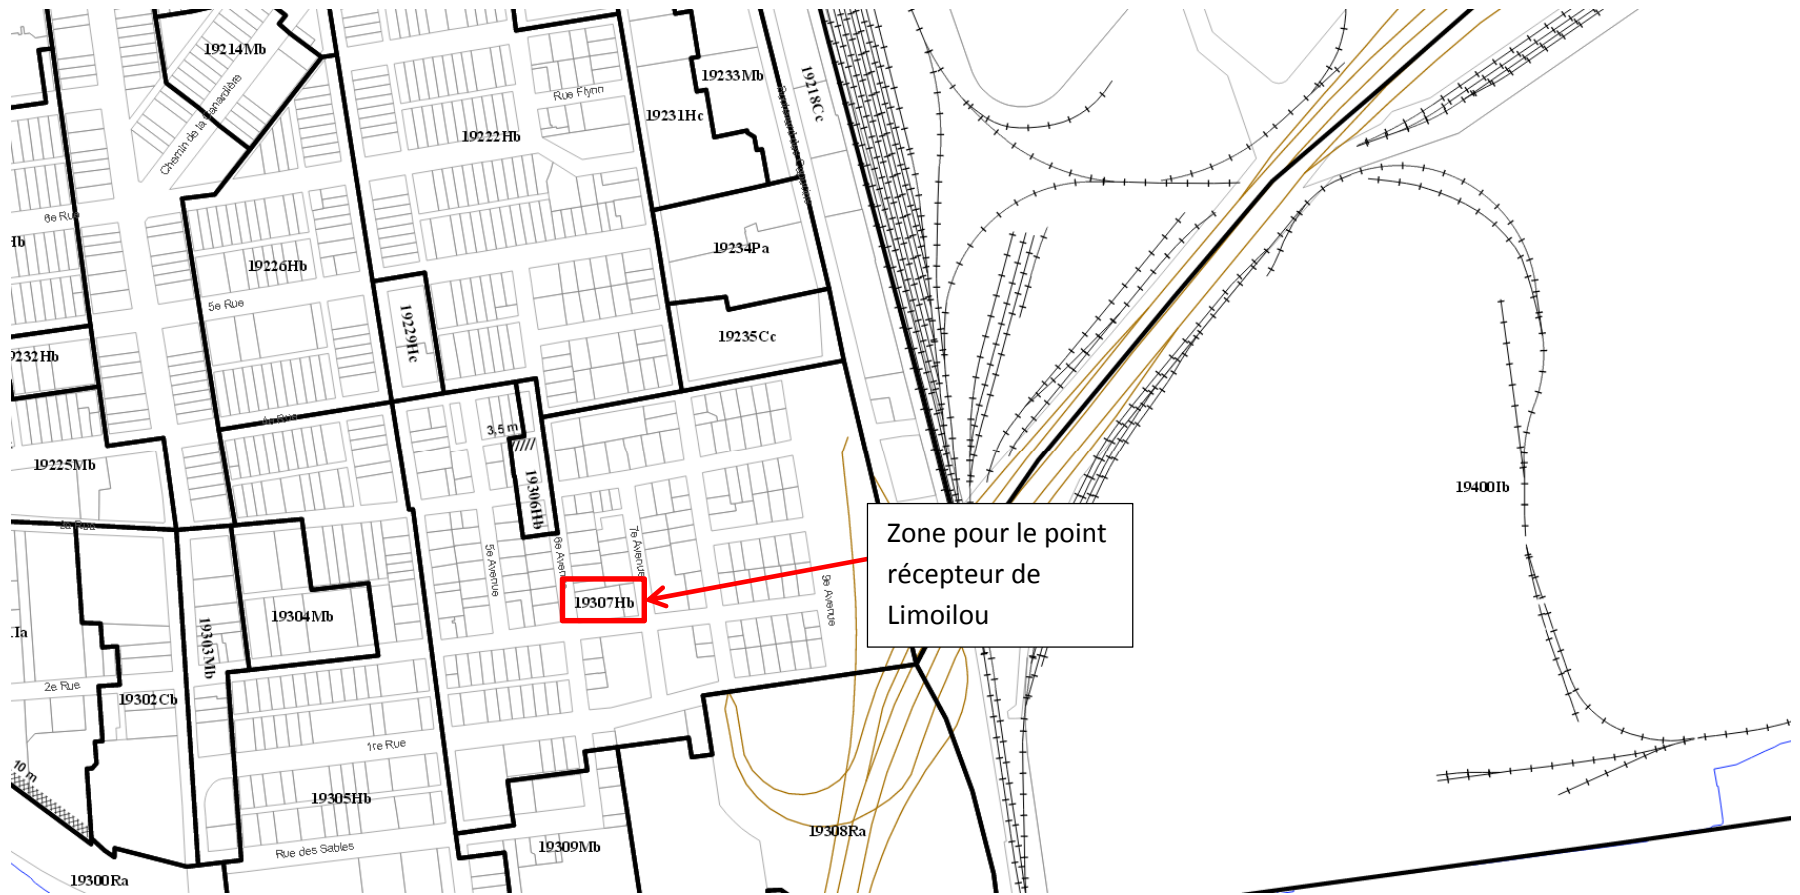 19214Mb
Chemin de la Canardière
Rue Flynn
19233Mb
19218Cc
19231Hc
19222Hb
6e Rue
Hb
19226Hb
19234Pa
5e Rue
19229Hc
19235Cc
9232Hb
4e Rue
3,5 m
19225Mb
19306Hb
19400Ib
5e Avenue
6e Avenue
7e Avenue
9e Avenue
Zone pour le point
récepteur de
Limoilou
19307Hb
19304Mb
19303Mb
Ia
2e Rue
19302Cb
1re Rue
10 m
19305Hb
19308Ra
Rue des Sables
19309Mb
19300Ra